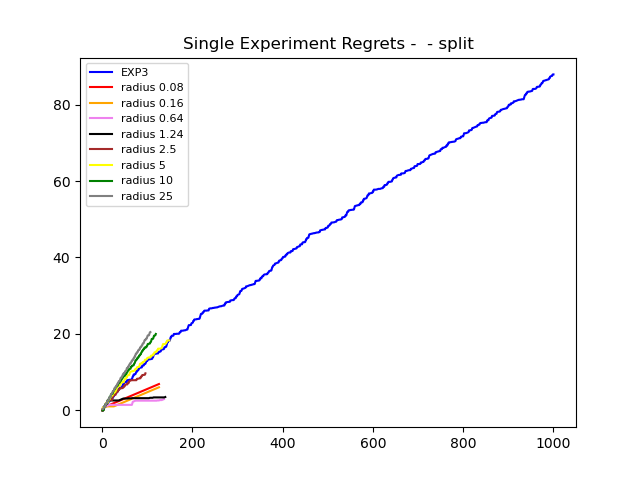 Single Experiment Regrets -  - split
EXP3
radius 0.08
radius 0.16
radius 0.64
radius 1.24
radius 2.5
radius 5
radius 10
radius 25
80
60
40
20
0
0 200 400 600 800 1000